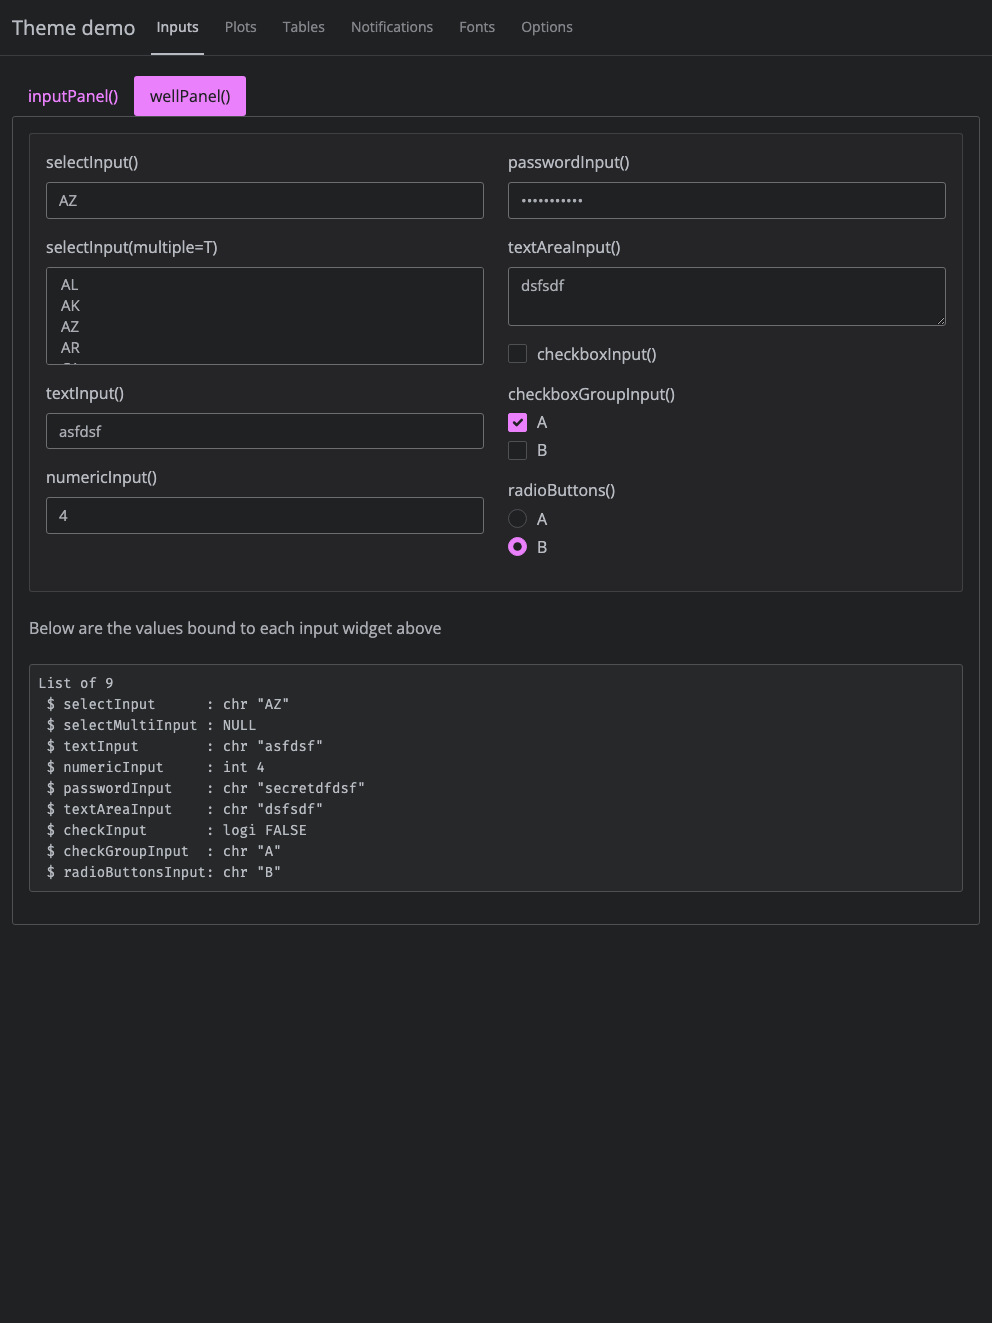 Theme demo Inputs Plots Tables Notifications Fonts Options
inputPanel() wellPanel()
selectInput()
AZ
selectInput(multiple=T)
AL
AK
AZ
AR
textInput()
asfdsf
numericInput()
4
passwordInput()
•••••••••••
textAreaInput()
dsfsdf
checkboxInput()
checkboxGroupInput()
A
B
radioButtons()
A
B
Below are the values bound to each input widget above
List of 9
 $ selectInput      : chr "AZ"
 $ selectMultiInput : NULL
 $ textInput        : chr "asfdsf"
 $ numericInput     : int 4
 $ passwordInput    : chr "secretdfdsf"
 $ textAreaInput    : chr "dsfsdf"
 $ checkInput       : logi FALSE
 $ checkGroupInput  : chr "A"
 $ radioButtonsInput: chr "B"